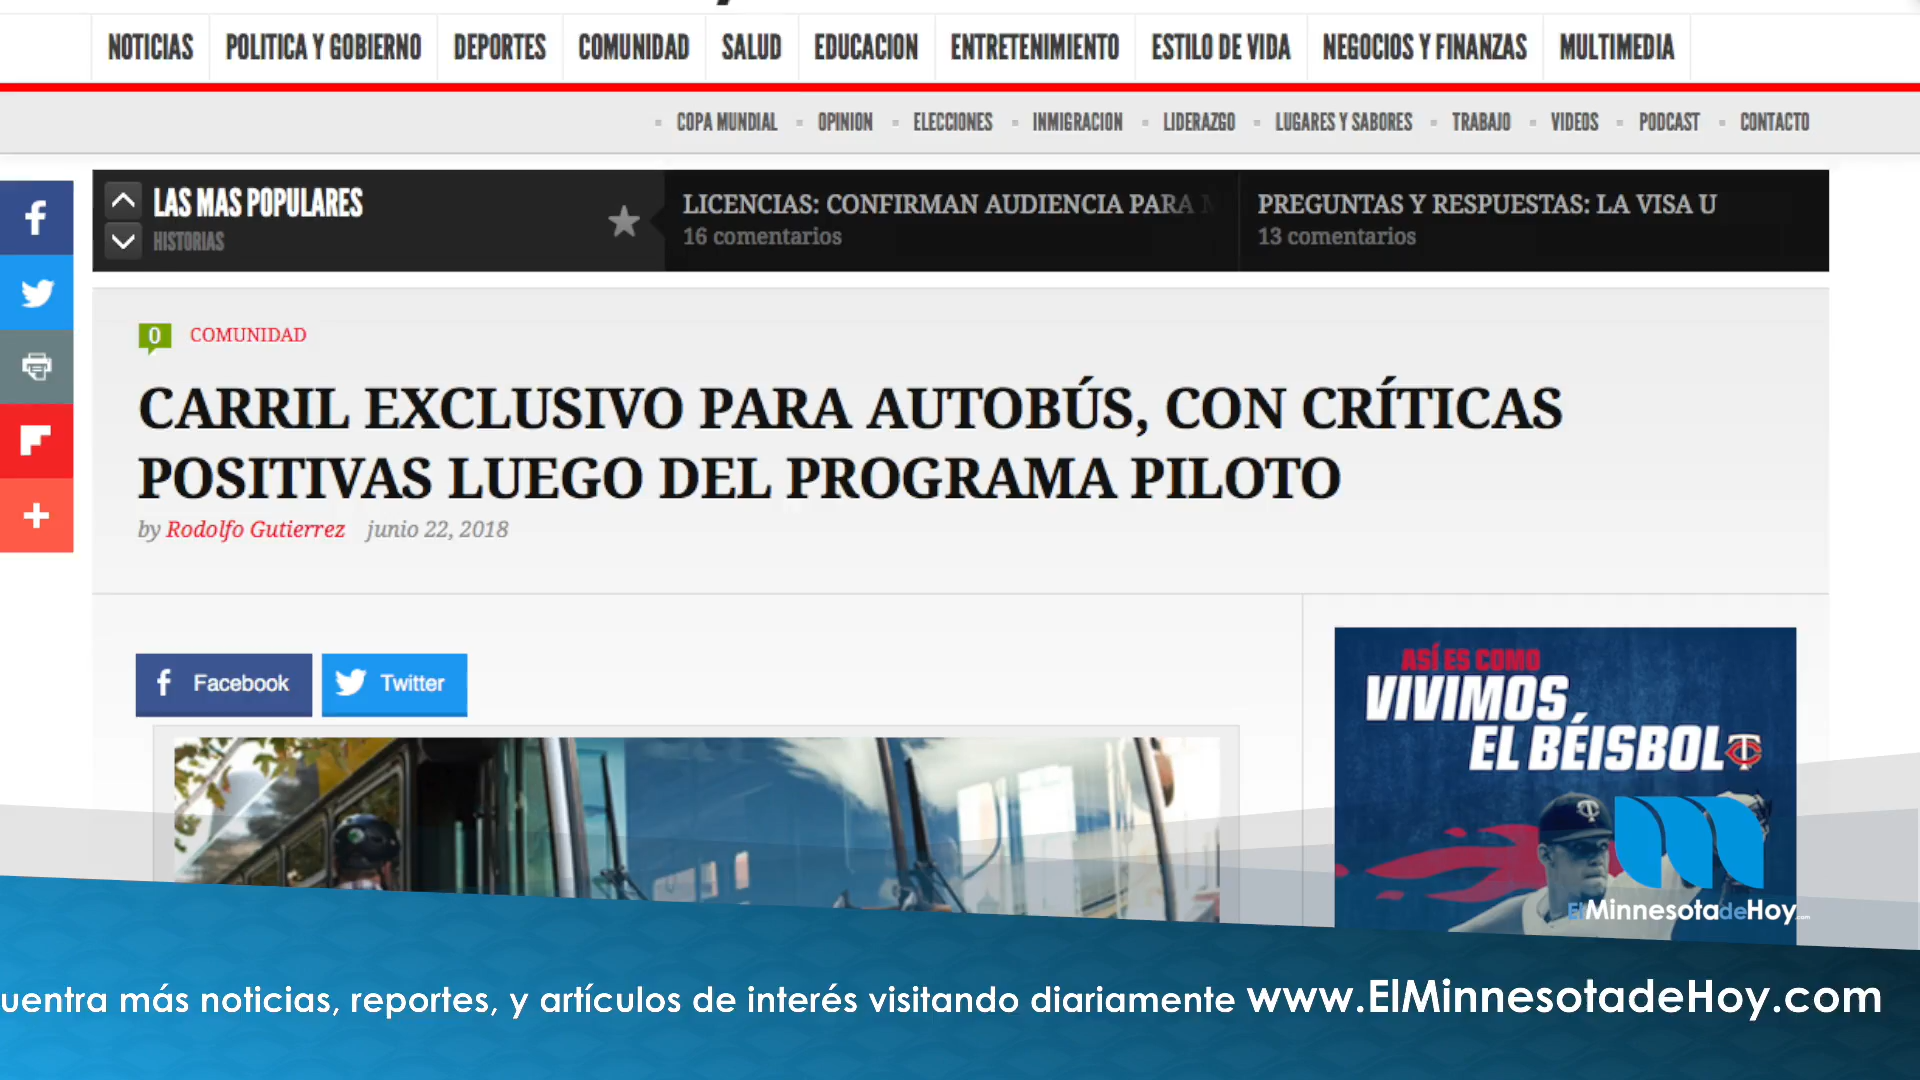 NOTICIAS POLITICA Y GOBIERNO DEPORTES COMUNIDAD SALUD EDUCACION ENTRETENIMIENTO ESTILO DE VIDA NEGOCIOS Y FINANZAS MULTIMEDIA
COPA MUNDIAL OPINION ELECCIONES INMIGRACION LIDERAZGO LUGARES Y SABORES TRABAJO VIDEOS PODCAST CONTACTO
LAS MAS POPULARES
HISTORIAS
LICENCIAS: CONFIRMAN AUDIENCIA PARA
16 comentarios
PREGUNTAS Y RESPUESTAS: LA VISA U
13 comentarios
0 COMUNIDAD
CARRIL EXCLUSIVO PARA AUTOBÚS, CON CRÍTICAS
POSITIVAS LUEGO DEL PROGRAMA PILOTO
by Rodolfo Gutierrez junio 22, 2018
Facebook Twitter
ASÍ ES COMO
VIVIMOS
EL BÉISBOL
ElMinnesotadeHoy.com
uentra más noticias, reportes, y artículos de interés visitando diariamente www.ElMinnesotadeHoy.com